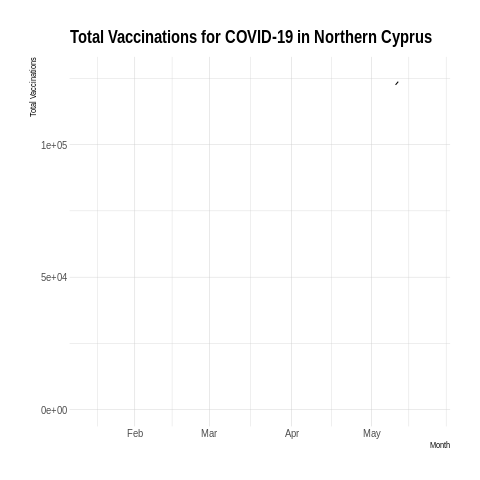 Total Vaccinations for COVID-19 in Northern Cyprus
Total Vaccinations
1e+05
5e+04
0e+00
Feb Mar Apr May
Month